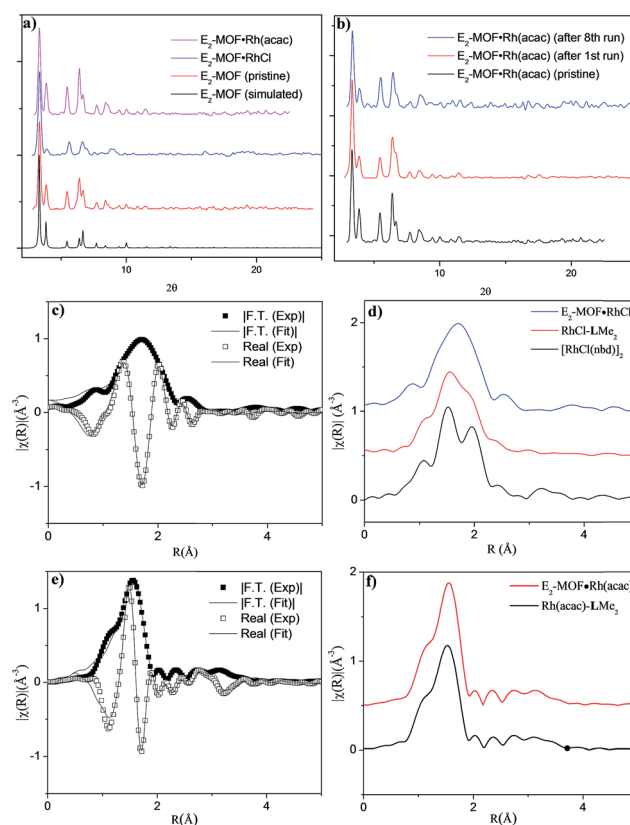 a)
E₂-MOF•Rh(acac)
E₂-MOF•RhCl
E₂-MOF (pristine)
E₂-MOF (simulated)
10
20
2θ
b)
E₂-MOF•Rh(acac) (after 8th run)
E₂-MOF•Rh(acac) (after 1st run)
E₂-MOF•Rh(acac) (pristine)
5
10
15
20
2θ
c)
|F.T. (Exp)|
|F.T. (Fit)|
Real (Exp)
Real (Fit)
1
0
-1
|χ(R)|(Å⁻³)
0
2
4
R(Å)
d)
E₂-MOF•RhCl
RhCl-LMe₂
[RhCl(nbd)]₂
2
1
0
|χ(R)|(Å⁻³)
0
2
4
R (Å)
e)
|F.T. (Exp)|
|F.T. (Fit)|
Real (Exp)
Real (Fit)
1
0
-1
|χ(R)|(Å⁻³)
0
2
4
R(Å)
f)
E₂-MOF•Rh(acac)
Rh(acac)-LMe₂
2
1
0
|χ(R)|(Å⁻³)
0
2
4
R(Å)